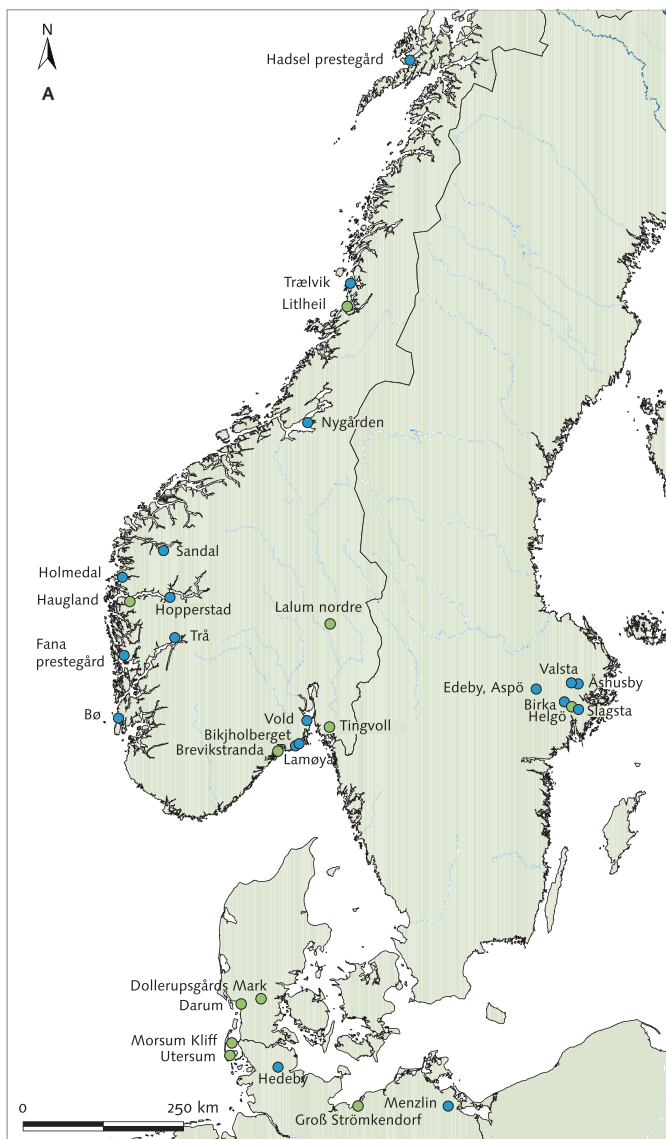 N
A
Hadsel prestegård
Trælvik
Litlheil
Nygården
Sandal
Holmedal
Haugland
Hopperstad
Lalum nordre
Trå
Fana
prestegård
Valsta
Åshusby
Edeby, Aspö
Birka
Helgö
Slagsta
Bø
Vold
Tingvoll
Bikjholberget
Brevikstranda
Lamøya
Dollerupsgårds Mark
Darum
Morsum Kliff
Utersum
Hedeby
Menzlin
Groß Strömkendorf
0 250 km